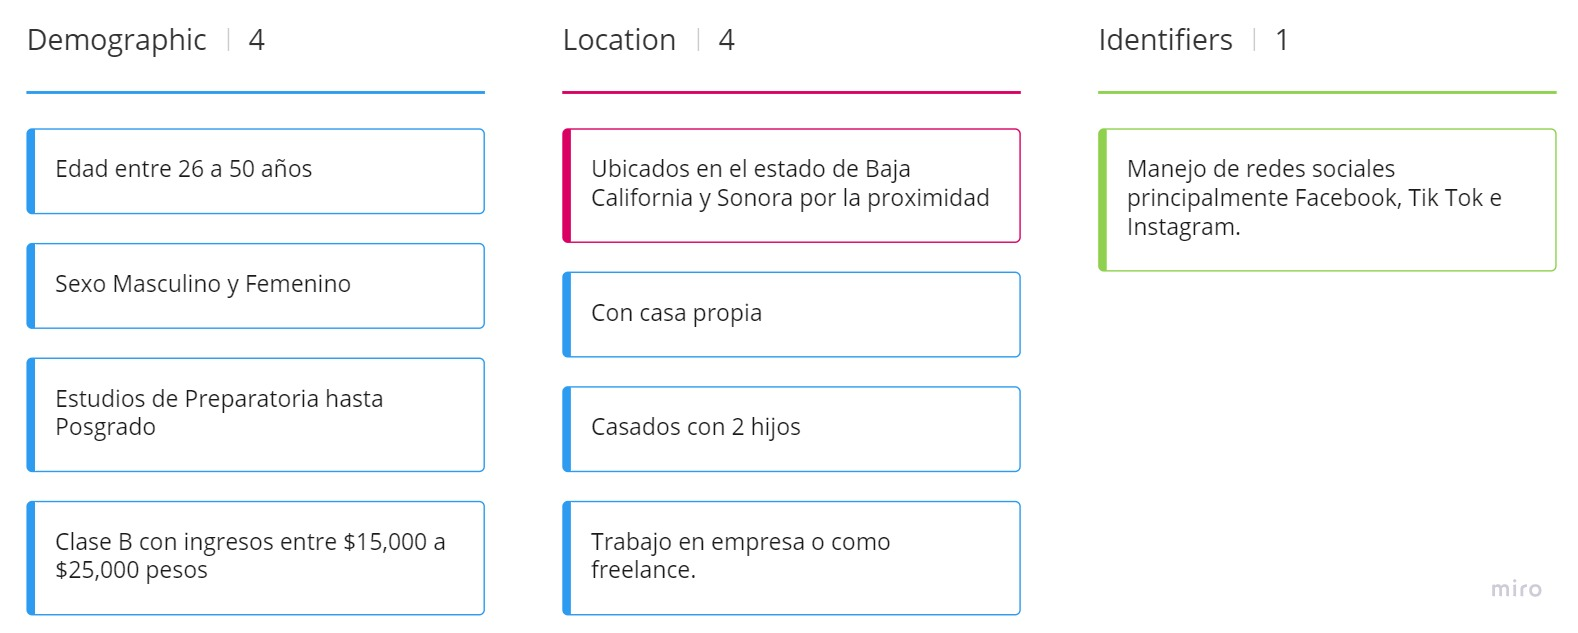 Demographic | 4
Edad entre 26 a 50 años
Sexo Masculino y Femenino
Estudios de Preparatoria hasta
Posgrado
Clase B con ingresos entre $15,000 a
$25,000 pesos
Location | 4
Ubicados en el estado de Baja
California y Sonora por la proximidad
Con casa propia
Casados con 2 hijos
Trabajo en empresa o como
freelance.
Identifiers | 1
Manejo de redes sociales
principalmente Facebook, Tik Tok e
Instagram.
miro